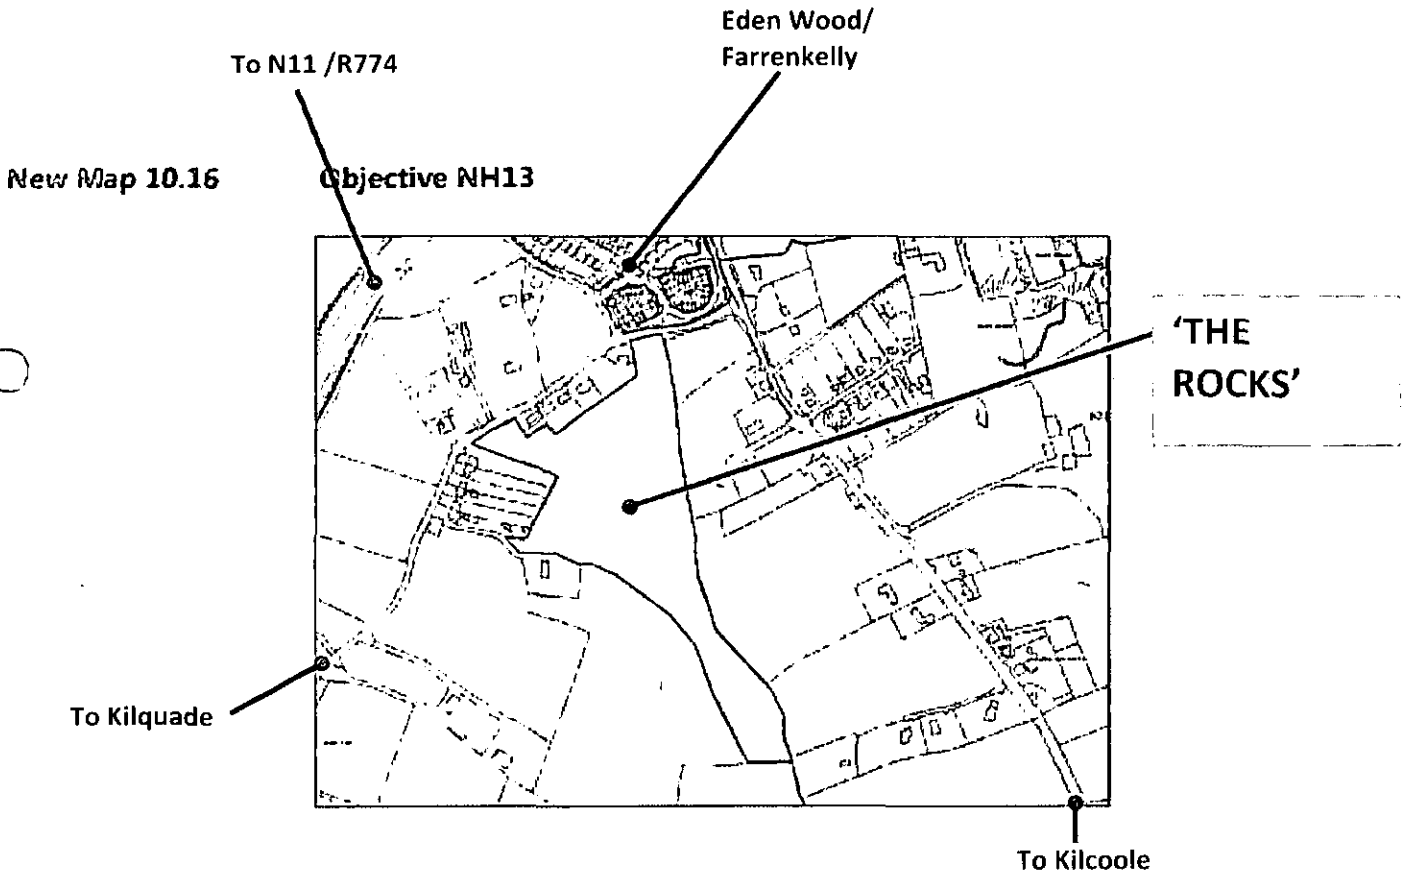 Eden Wood/
Farrenkelly
To N11 /R774
New Map 10.16 Objective NH13
'THE
ROCKS'
To Kilquade
To Kilcoole